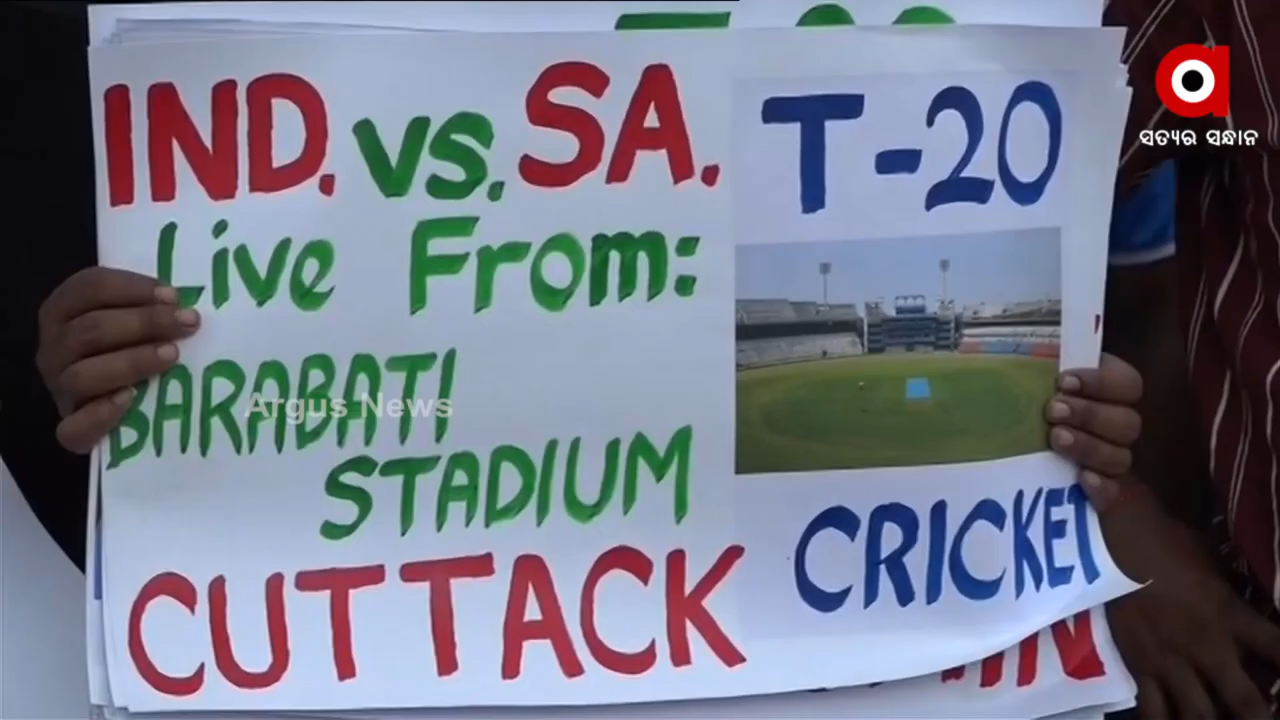 IND. vs. SA.
Live From:
BARABATI
STADIUM
CUTTACK
T-20
CRICKET
Argus News
ସତ୍ୟର ସନ୍ଧାନ